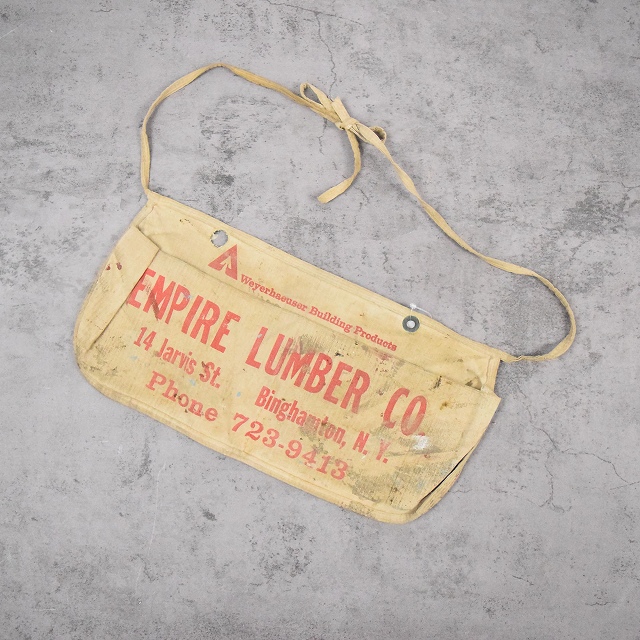 Weyerhaeuser Building Products
EMPIRE LUMBER CO.
14 Jarvis St. Binghamton, N. Y.
Phone 723-9413